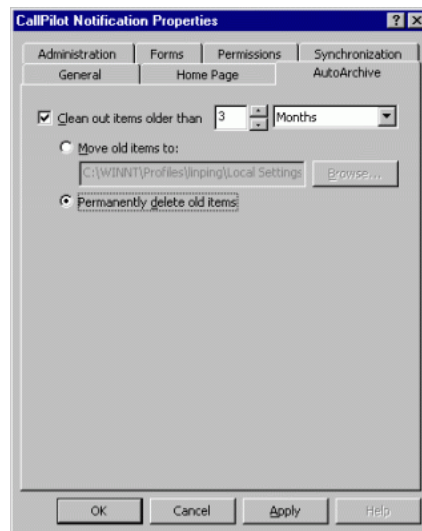 CallPilot Notification Properties
Administration Forms Permissions Synchronization
General Home Page AutoArchive
Clean out items older than 3 Months
Move old items to:
C:\WINNT\Profiles\linping\Local Settings Browse...
Permanently delete old items
OK Cancel Apply Help